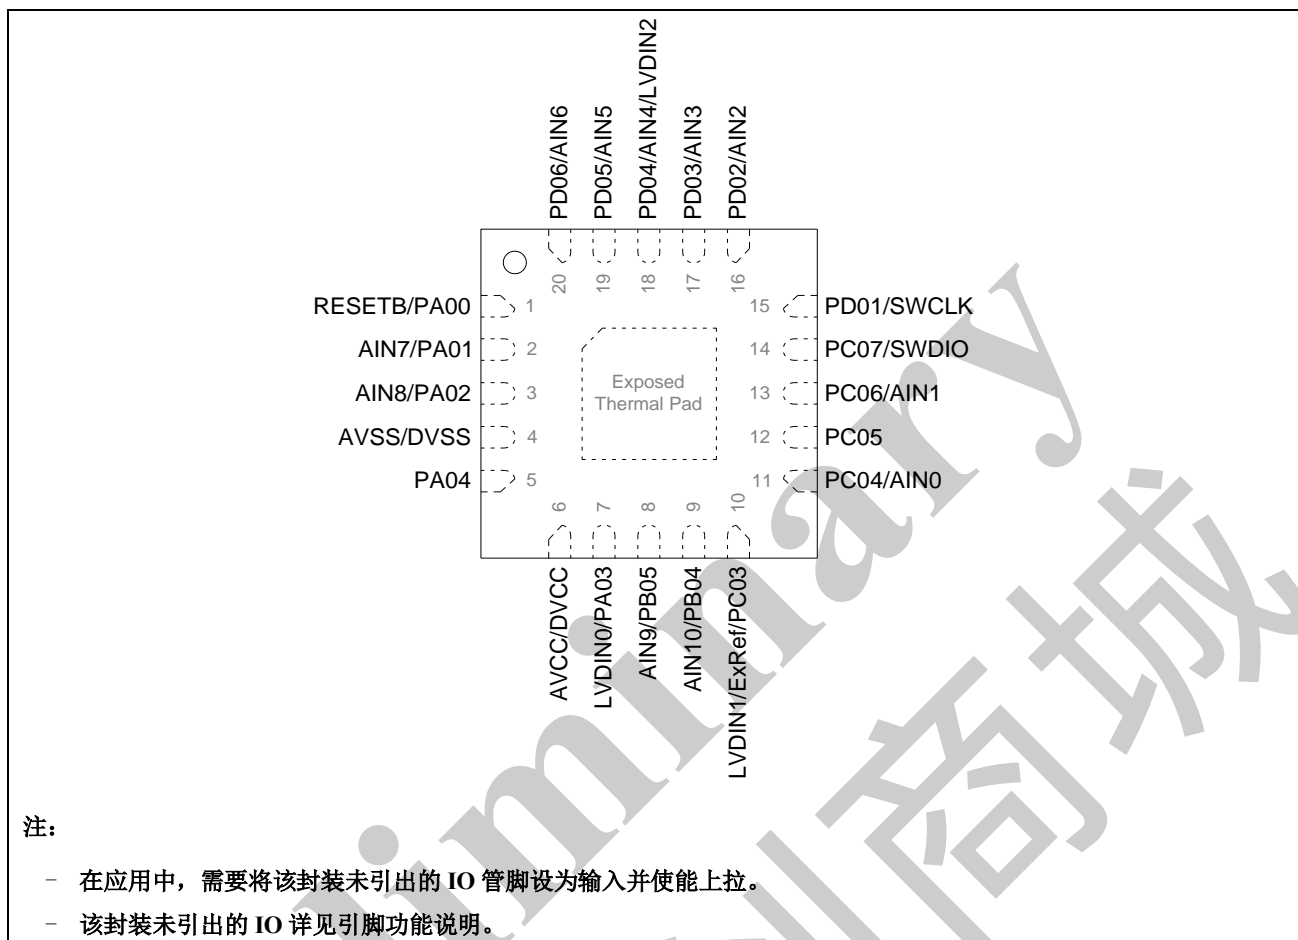 PD06/AIN6
PD05/AIN5
PD04/AIN4/LVDIN2
PD03/AIN3
PD02/AIN2
20
19
18
17
16
RESETB/PA00
1
15
PD01/SWCLK
AIN7/PA01
2
14
PC07/SWDIO
AIN8/PA02
3
Exposed
Thermal Pad
13
PC06/AIN1
AVSS/DVSS
4
12
PC05
PA04
5
11
PC04/AIN0
6
7
8
9
10
AVCC/DVCC
LVDIN0/PA03
AIN9/PB05
AIN10/PB04
LVDIN1/ExRef/PC03
注：
- 在应用中，需要将该封装未引出的 IO 管脚设为输入并使能上拉。
- 该封装未引出的 IO 详见引脚功能说明。